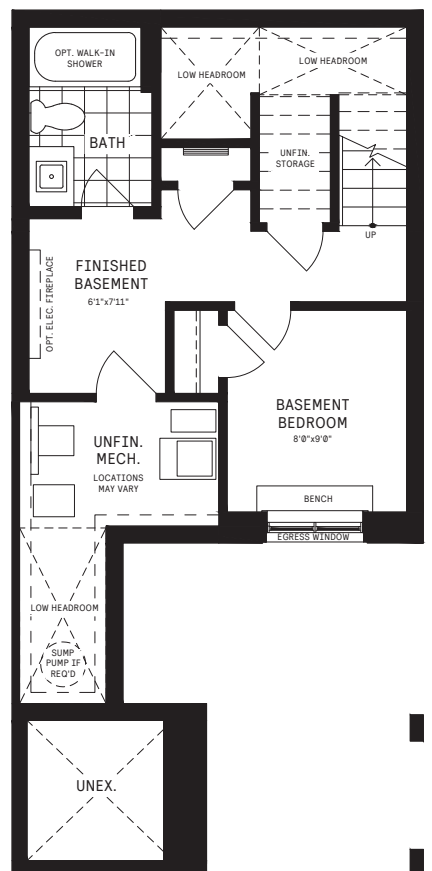 OPT. WALK-IN
SHOWER
LOW HEADROOM
LOW HEADROOM
BATH
UNFIN.
STORAGE
UP
FINISHED
BASEMENT
6'1"x7'11"
OPT. ELEC. FIREPLACE
BASEMENT
BEDROOM
8'0"x9'0"
UNFIN.
MECH.
LOCATIONS
MAY VARY
BENCH
EGRESS WINDOW
LOW HEADROOM
SUMP
PUMP IF
REQ'D
UNEX.